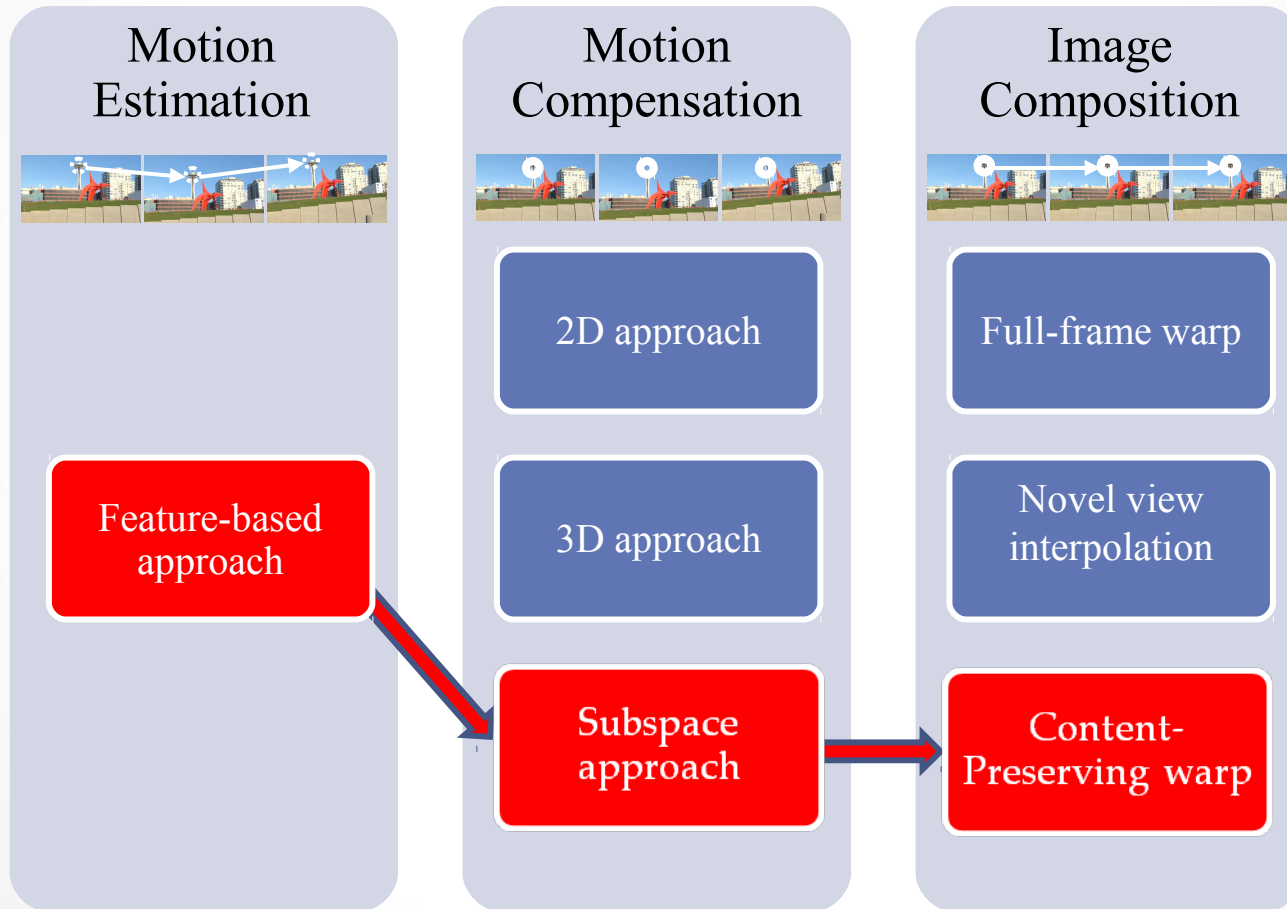 Motion
Estimation
Motion
Compensation
Image
Composition
2D approach
Full-frame warp
Feature-based
approach
3D approach
Novel view
interpolation
Subspace
approach
Content-
Preserving warp